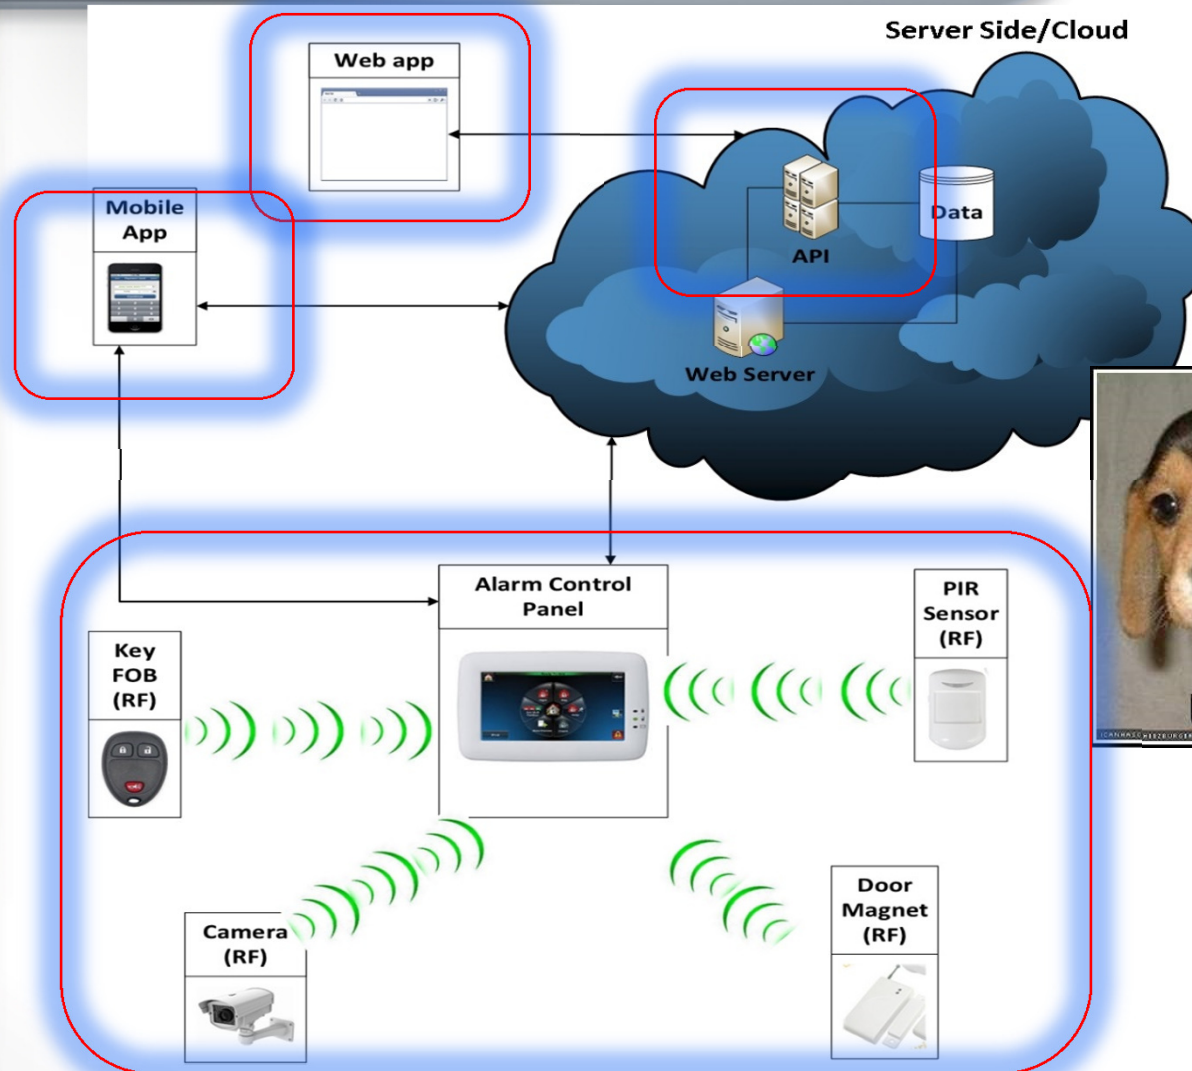 Server Side/Cloud
Web app
Mobile
App
Data
API
Web Server
Alarm Control
Panel
PIR
Sensor
(RF)
Key
FOB
(RF)
Door
Magnet
(RF)
Camera
(RF)